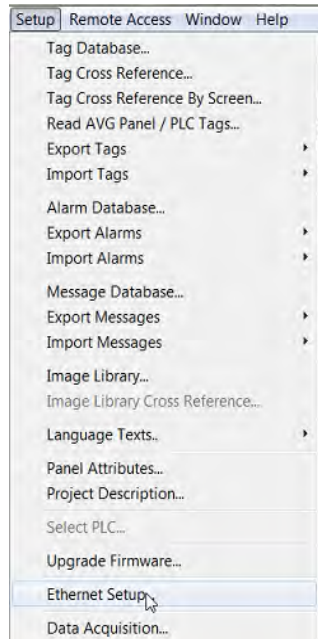 Setup Remote Access Window Help
Tag Database...
Tag Cross Reference...
Tag Cross Reference By Screen...
Read AVG Panel / PLC Tags...
Export Tags
Import Tags
Alarm Database...
Export Alarms
Import Alarms
Message Database...
Export Messages
Import Messages
Image Library...
Image Library Cross Reference...
Language Texts..
Panel Attributes...
Project Description...
Select PLC...
Upgrade Firmware...
Ethernet Setup...
Data Acquisition...